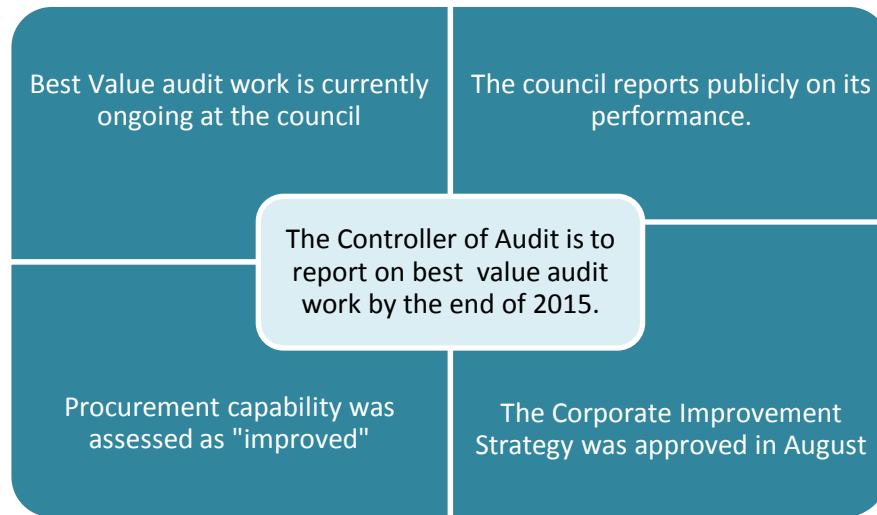 Best Value audit work is currently
ongoing at the council
The council reports publicly on its
performance.
The Controller of Audit is to
report on best value audit
work by the end of 2015.
Procurement capability was
assessed as "improved"
The Corporate Improvement
Strategy was approved in August